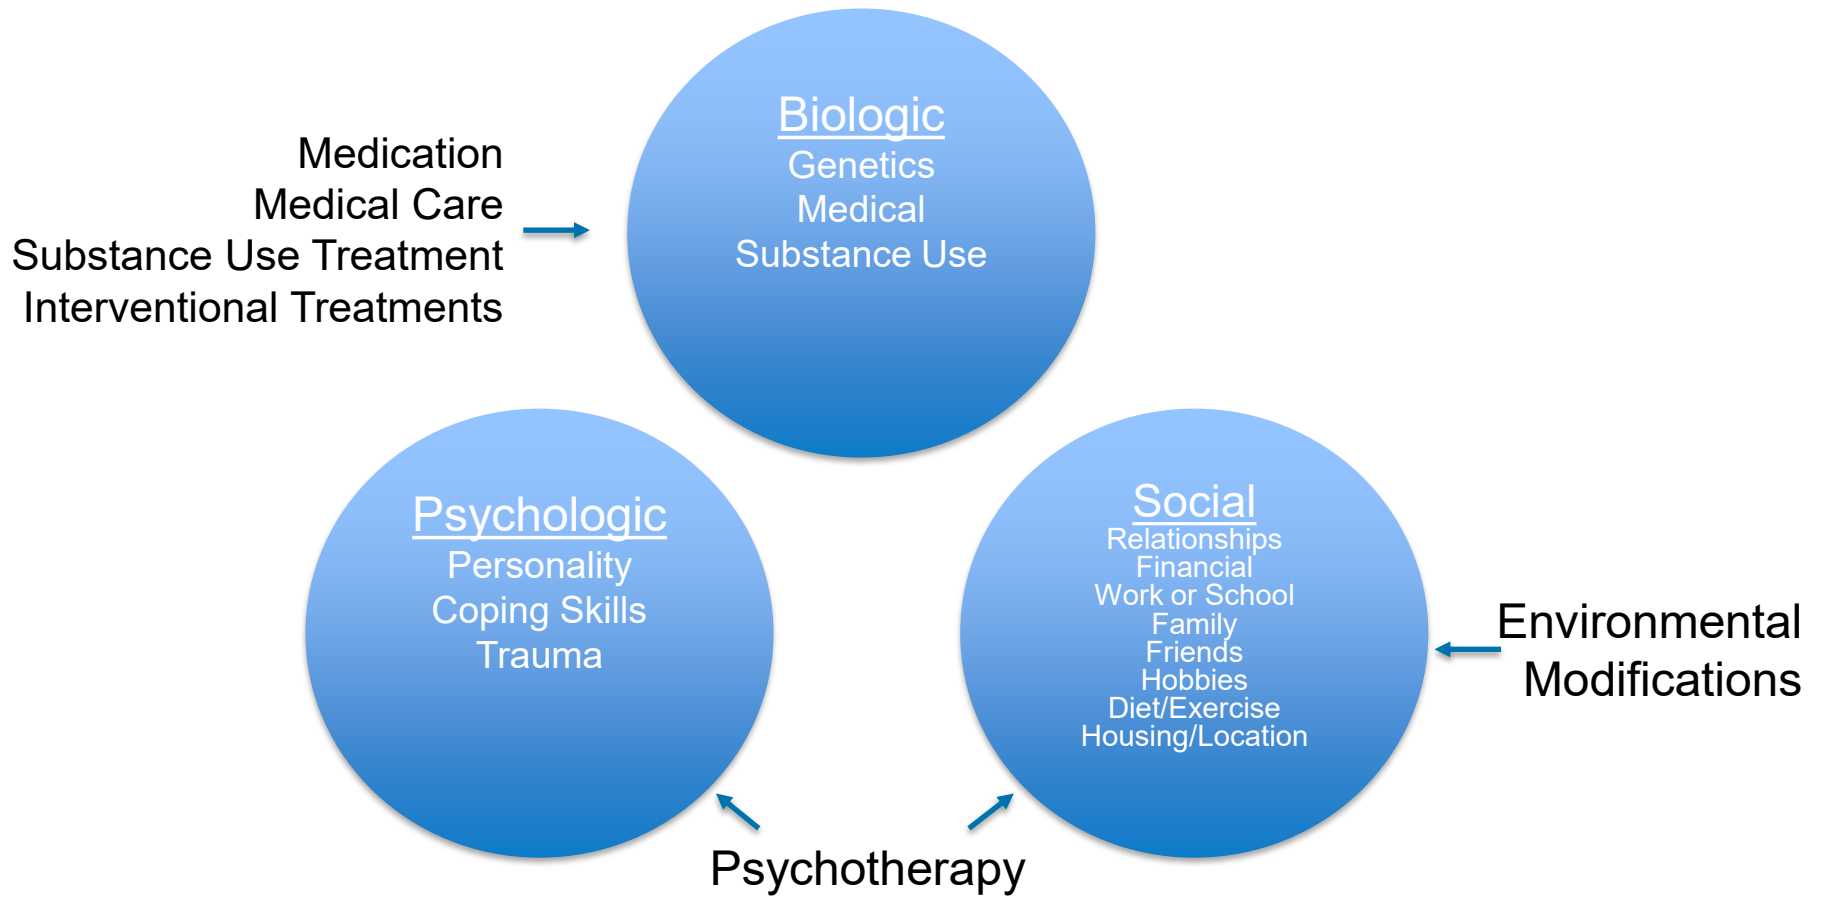 Biologic
Genetics
Medical
Substance Use
Medication
Medical Care
Substance Use Treatment
Interventional Treatments
Psychologic
Personality
Coping Skills
Trauma
Social
Relationships
Financial
Work or School
Family
Friends
Hobbies
Diet/Exercise
Housing/Location
Environmental
Modifications
Psychotherapy